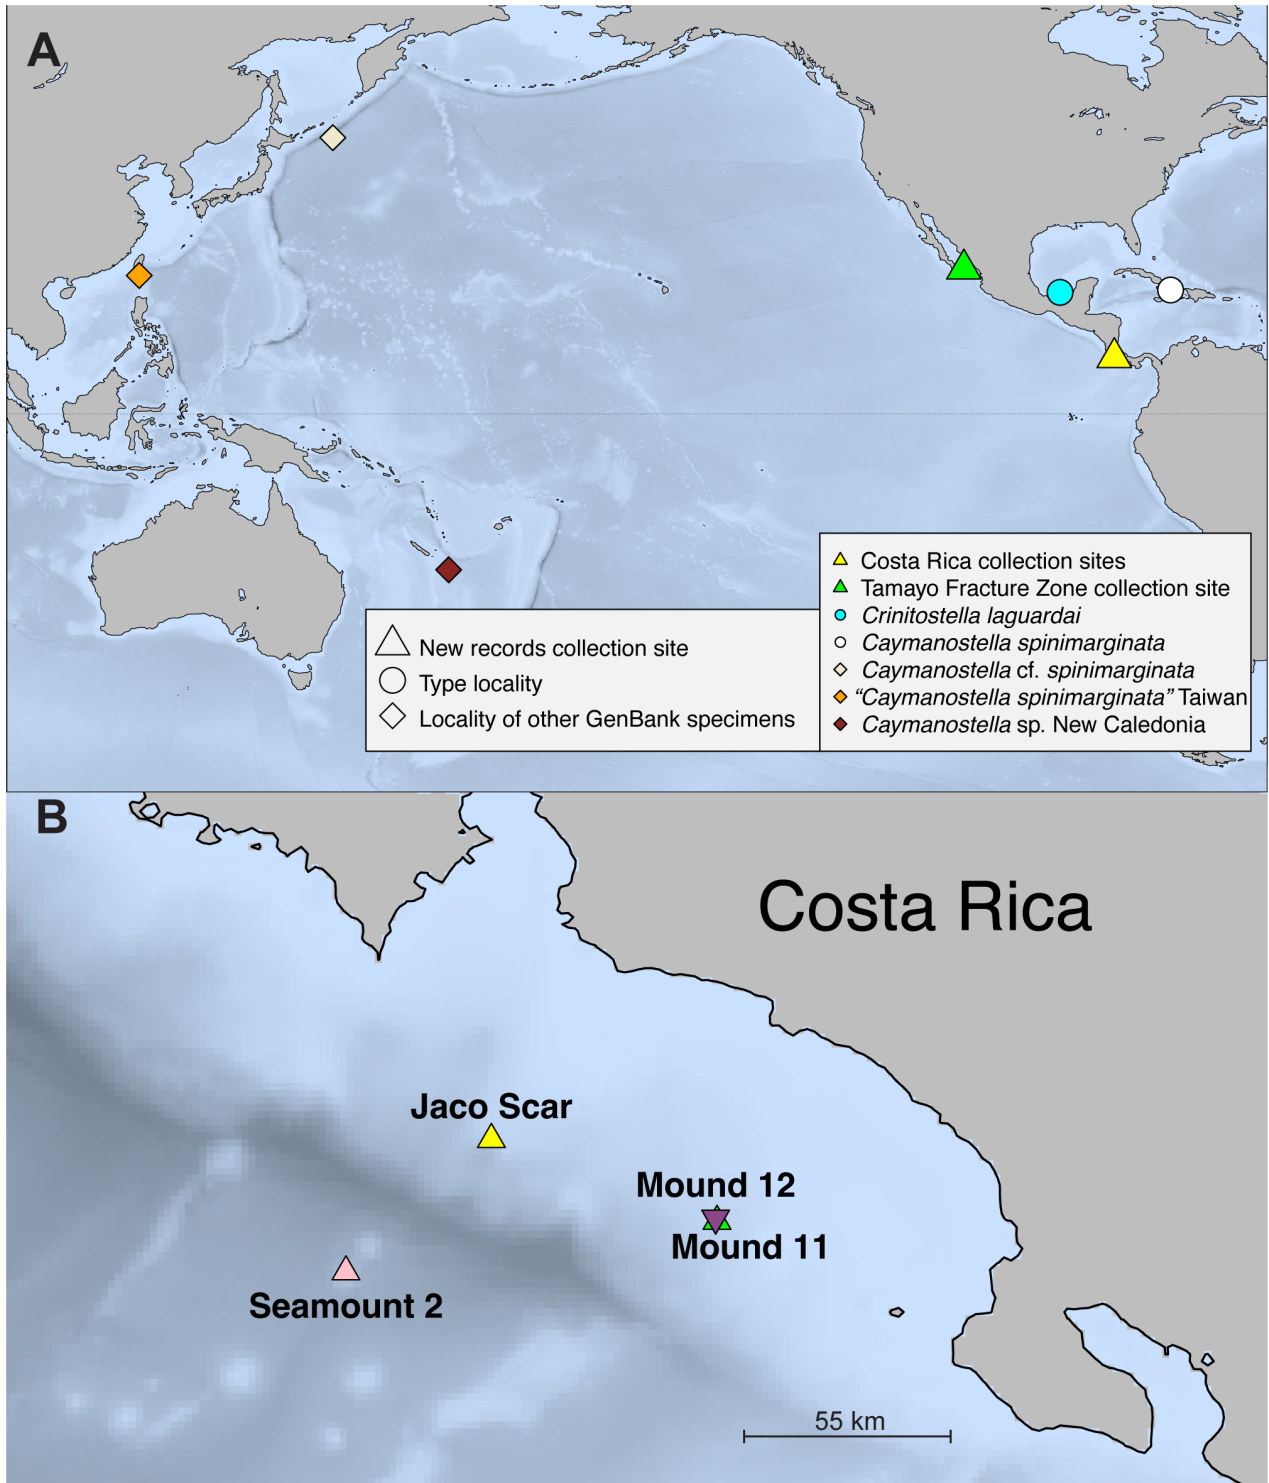 A
Costa Rica collection sites
Tamayo Fracture Zone collection site
Crinitostella laguardai
Caymanostella spinimarginata
Caymanostella cf. spinimarginata
“Caymanostella spinimarginata” Taiwan
Caymanostella sp. New Caledonia
New records collection site
Type locality
Locality of other GenBank specimens
B
Costa Rica
Jaco Scar
Mound 12
Mound 11
Seamount 2
55 km